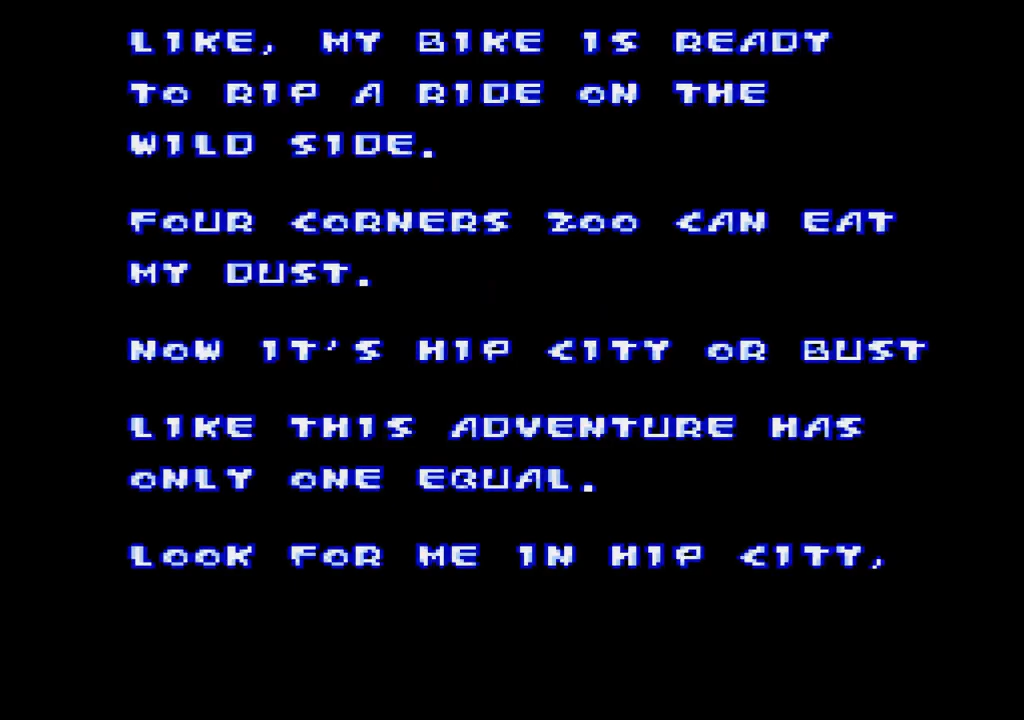 LIKE, MY BIKE IS READY
TO RIP A RIDE ON THE
WILD SIDE.
FOUR CORNERS ZOO CAN EAT
MY DUST.
NOW IT'S HIP CITY OR BUST
LIKE THIS ADVENTURE HAS
ONLY ONE EQUAL.
LOOK FOR ME IN HIP CITY,